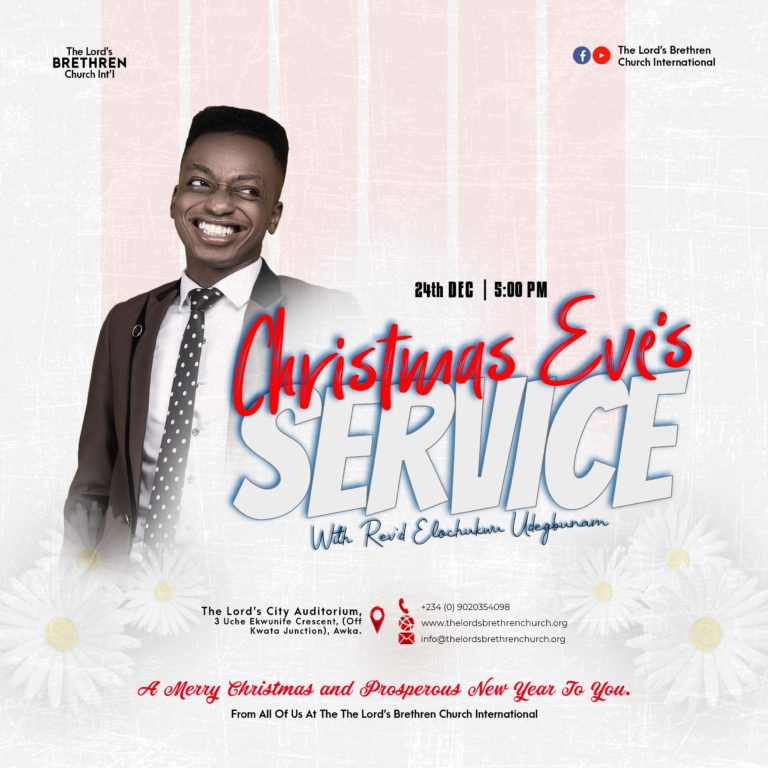 The Lord's
BRETHREN
Church Int'l
The Lord's Brethren
Church International
24th DEC | 5:00 PM
Christmas Eve's
SERVICE
With Rev'd Elochukwu Udegbunam
The Lord's City Auditorium,
3 Uche Ekwunife Crescent, (Off
Kwata Junction), Awka.
+234 (0) 9020354098
www.thelordsbrethrenchurch.org
info@thelordsbrethrenchurch.org
A Merry Christmas and Prosperous New Year To You.
From All Of Us At The The Lord's Brethren Church International